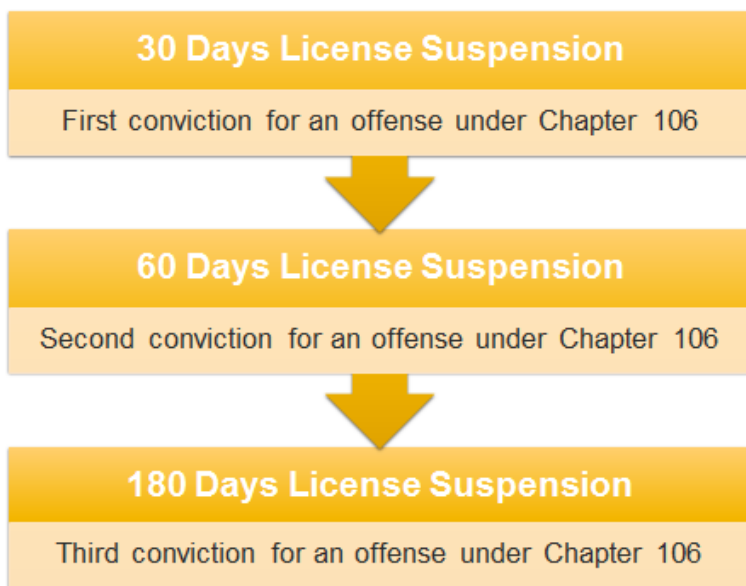 30 Days License Suspension
First conviction for an offense under Chapter 106
60 Days License Suspension
Second conviction for an offense under Chapter 106
180 Days License Suspension
Third conviction for an offense under Chapter 106